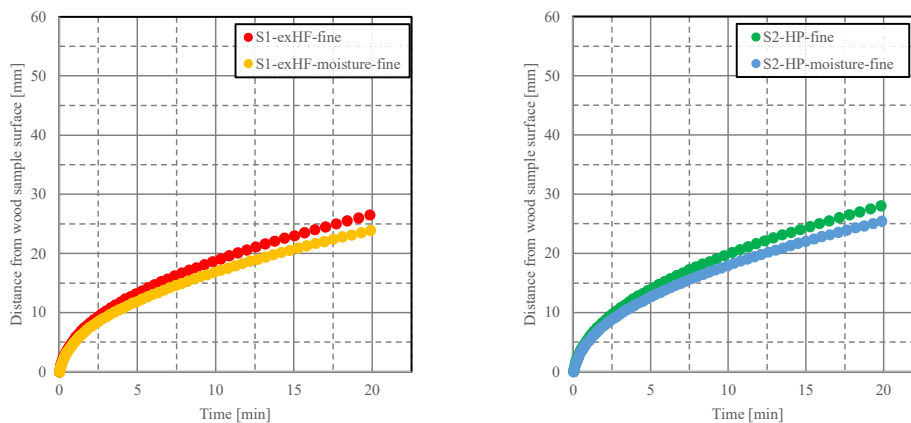 S1-exHF-fine
S1-exHF-moisture-fine
Distance from wood sample surface [mm]
60
50
40
30
20
10
0
0 5 10 15 20
Time [min]
S2-HP-fine
S2-HP-moisture-fine
Distance from wood sample surface [mm]
60
50
40
30
20
10
0
0 5 10 15 20
Time [min]